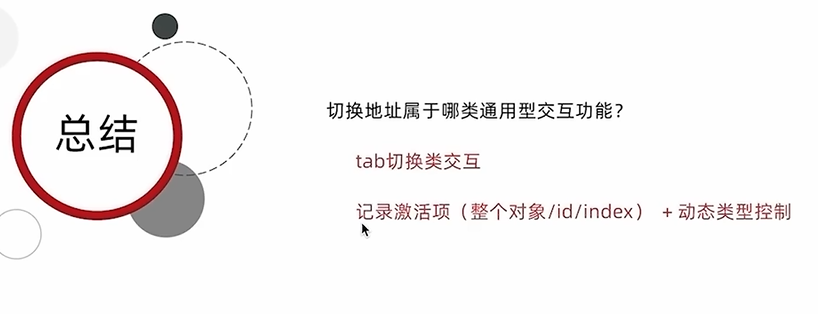 总结
切换地址属于哪类通用型交互功能？
tab切换类交互
记录激活项（整个对象/id/index）+动态类型控制